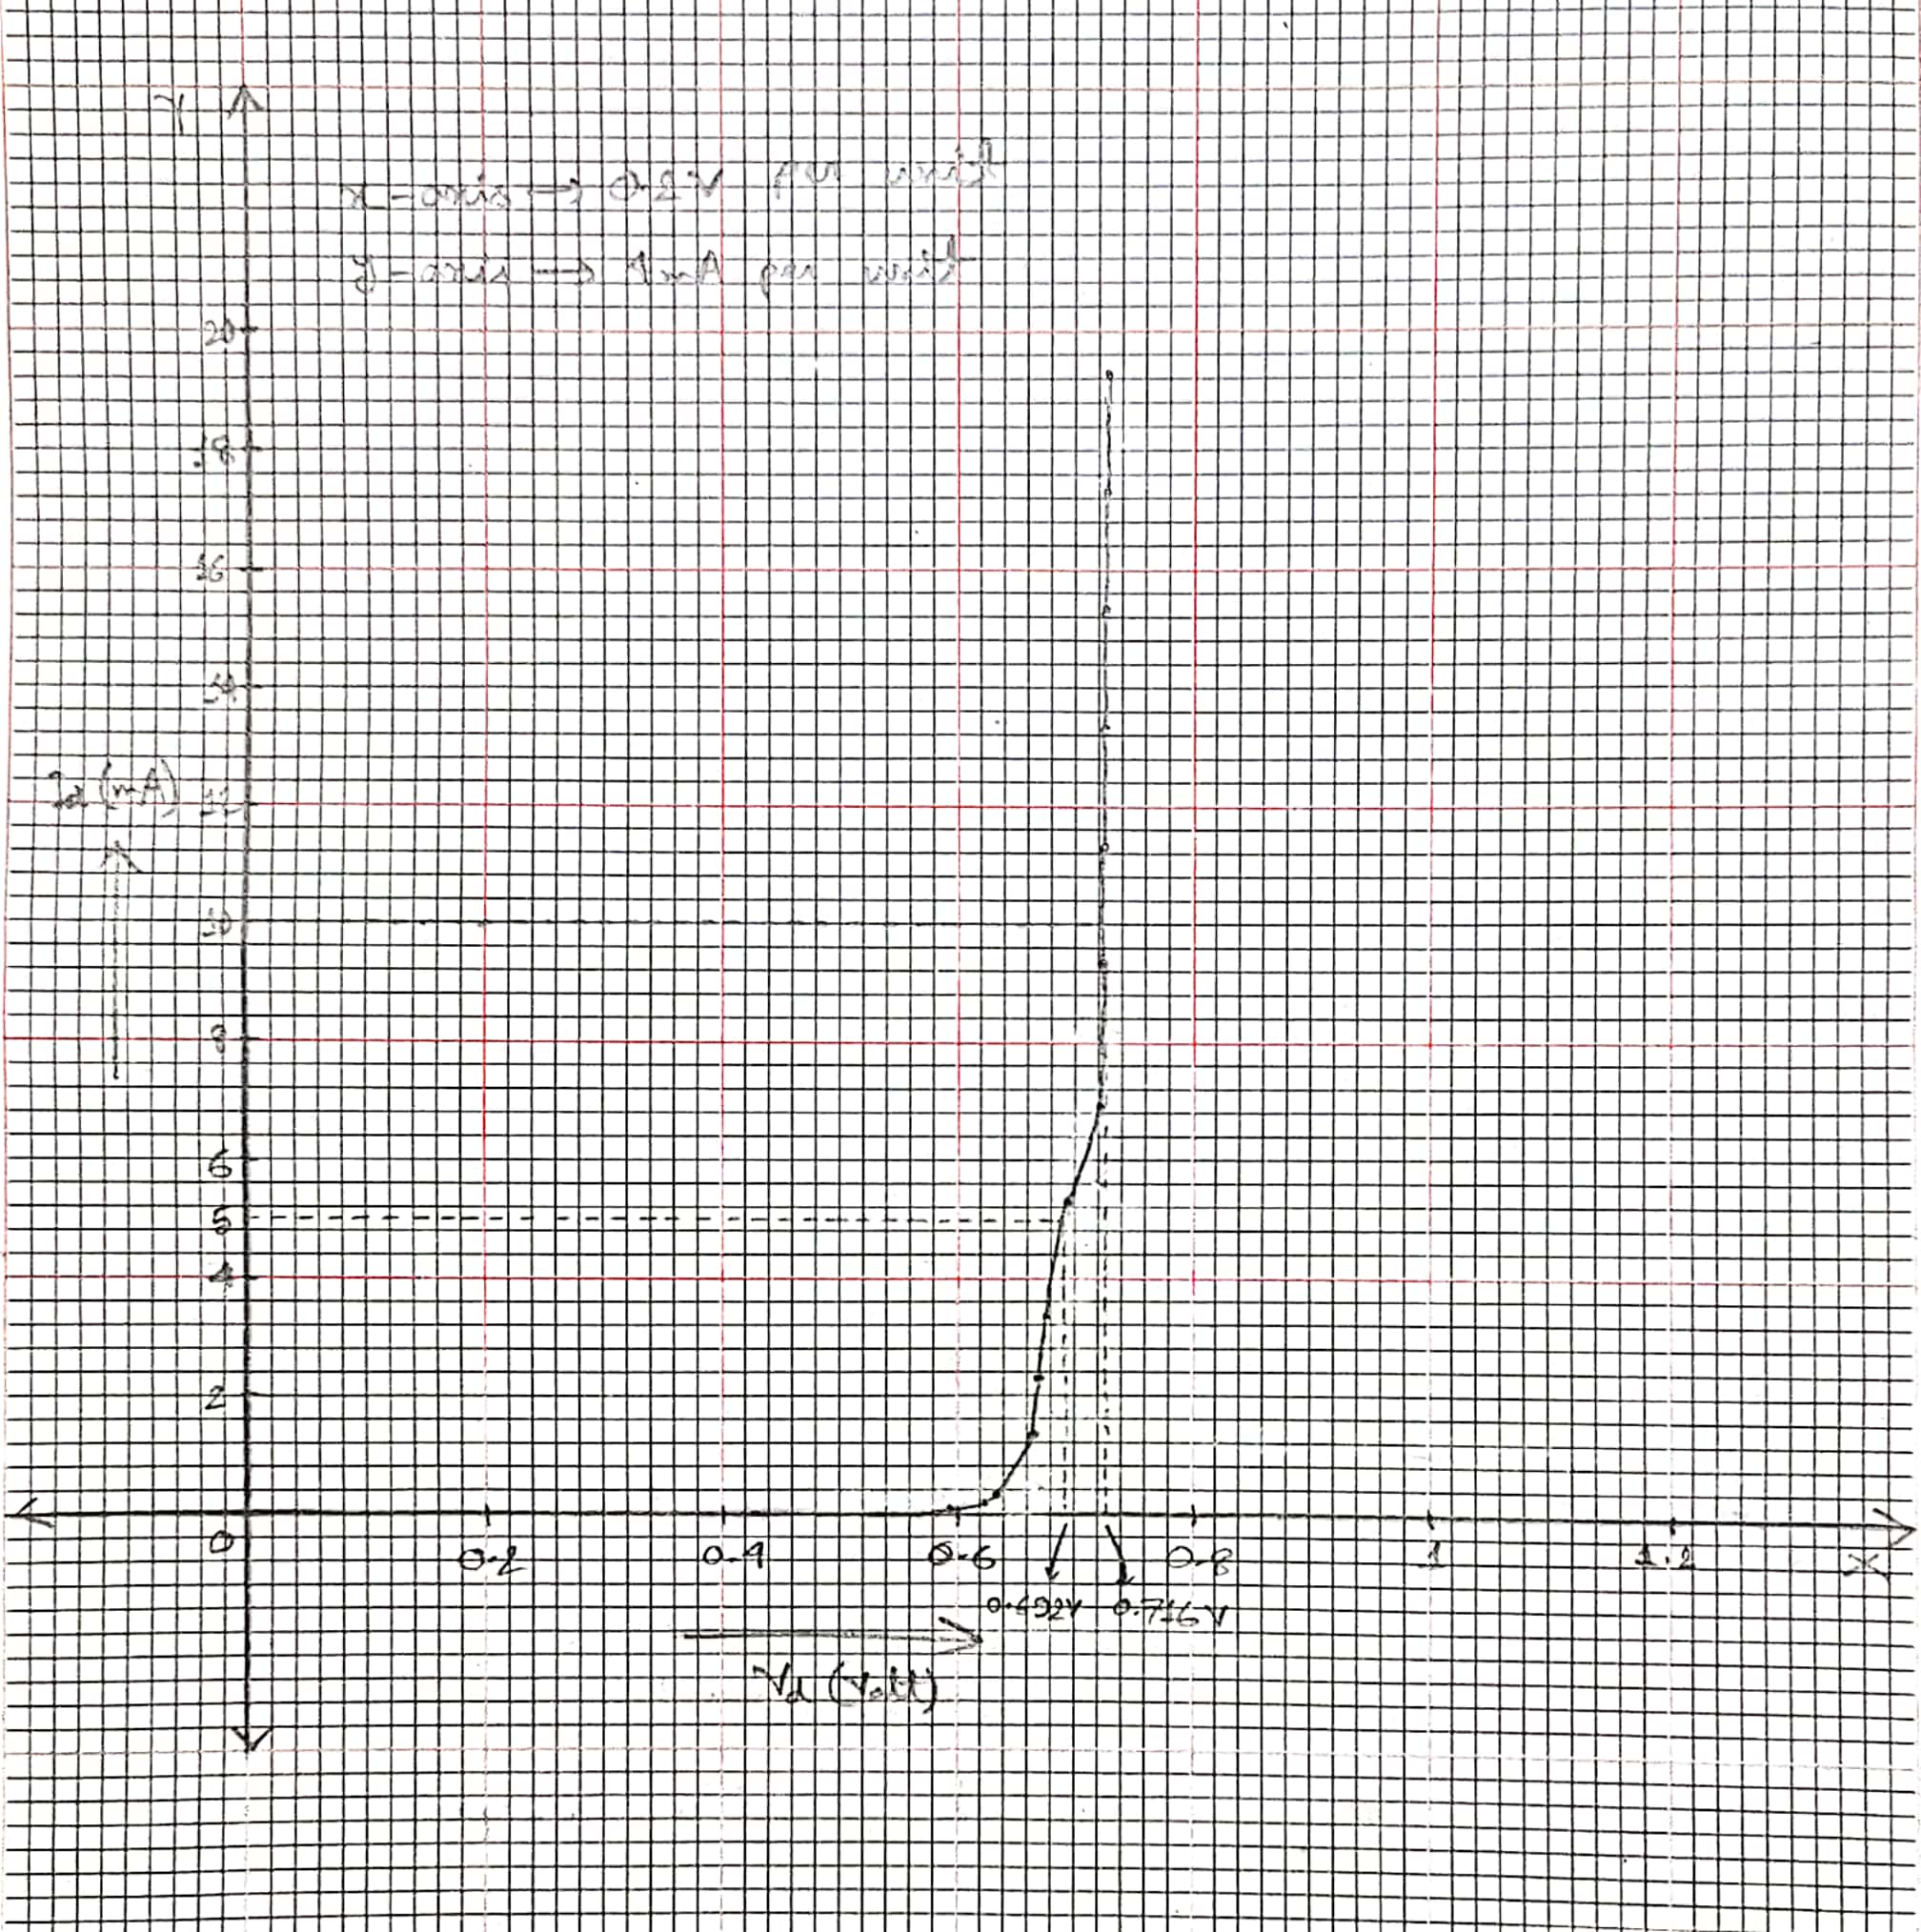 Y
x-axis → 0.2V per unit
y-axis → per unit
20
18
16
14
Id (mA) 12
10
8
6
5
4
2
0 0.2 0.4 0.6 0.8 1 1.2 X
0.692V 0.716V
Vd (Volt)